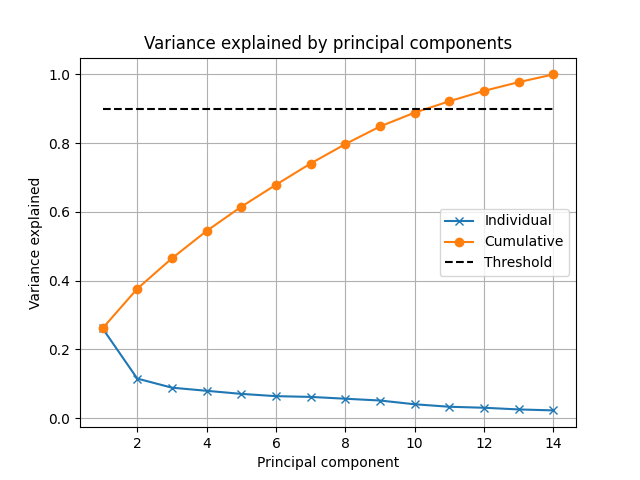 Variance explained by principal components
Variance explained
1.0
0.8
0.6
0.4
0.2
0.0
Individual
Cumulative
Threshold
2 4 6 8 10 12 14
Principal component